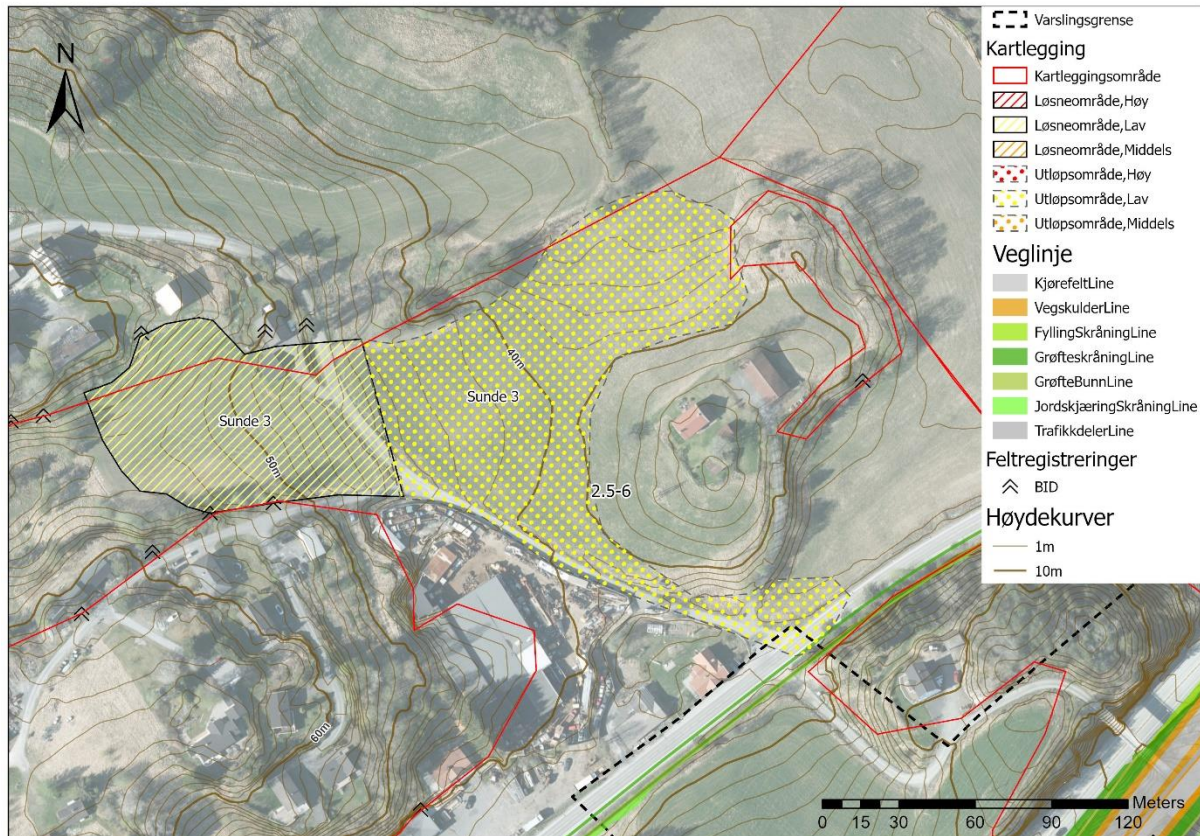 N
Sunde 3
50m
40m
Sunde 3
2.5-6
60m
Varslingsgrense
Kartlegging
Kartleggingsområde
Løsneområde,Høy
Løsneområde,Lav
Løsneområde,Middels
Utløpsområde,Høy
Utløpsområde,Lav
Utløpsområde,Middels
Veglinje
KjørefeltLine
VegskulderLine
FyllingSkråningLine
GrøfteskråningLine
GrøfteBunnLine
JordskjæringSkråningLine
TrafikkdelerLine
Feltregistreringer
BID
Høydekurver
1m
10m
Meters
0 15 30 60 90 120